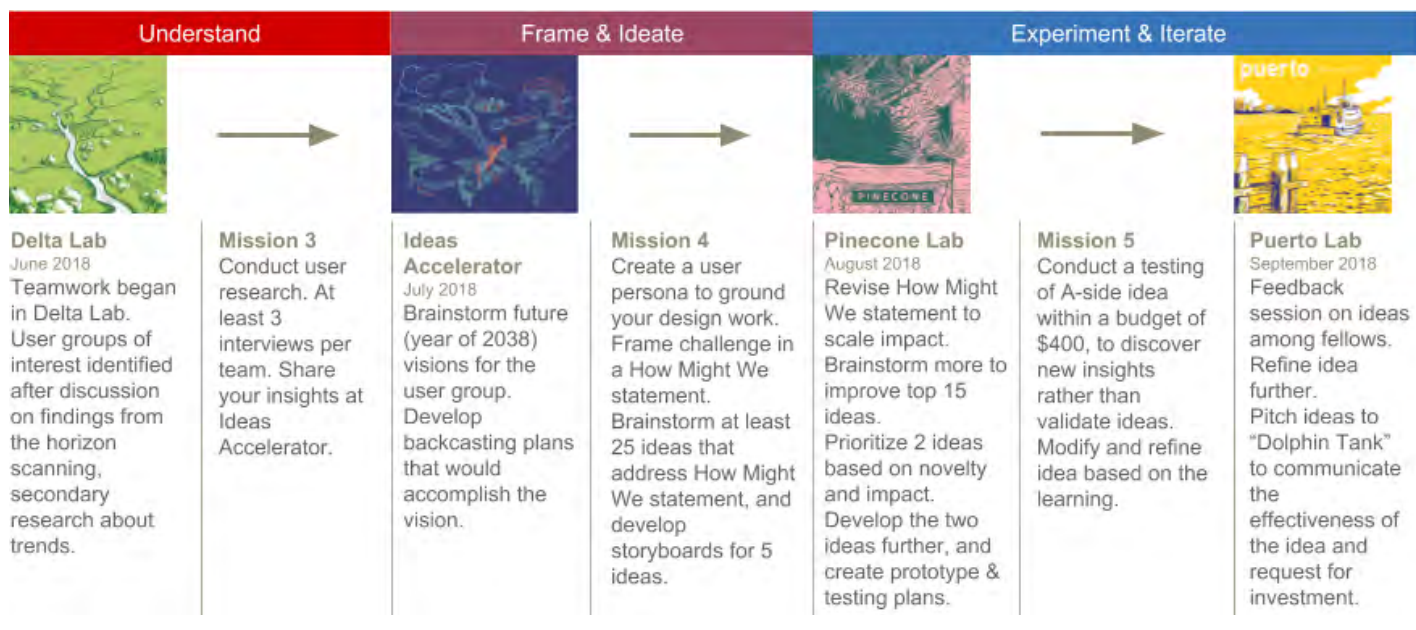 Understand
Frame & Ideate
Experiment & Iterate
PINECONE
puerto
Delta Lab
June 2018
Teamwork began
in Delta Lab.
User groups of
interest identified
after discussion
on findings from
the horizon
scanning,
secondary
research about
trends.
Mission 3
Conduct user
research. At
least 3
interviews per
team. Share
your insights at
Ideas
Accelerator.
Ideas
Accelerator
July 2018
Brainstorm future
(year of 2038)
visions for the
user group.
Develop
backcasting plans
that would
accomplish the
vision.
Mission 4
Create a user
persona to ground
your design work.
Frame challenge in
a How Might We
statement.
Brainstorm at least
25 ideas that
address How Might
We statement, and
develop
storyboards for 5
ideas.
Pinecone Lab
August 2018
Revise How Might
We statement to
scale impact.
Brainstorm more to
improve top 15
ideas.
Prioritize 2 ideas
based on novelty
and impact.
Develop the two
ideas further, and
create prototype &
testing plans.
Mission 5
Conduct a testing
of A-side idea
within a budget of
$400, to discover
new insights
rather than
validate ideas.
Modify and refine
idea based on the
learning.
Puerto Lab
September 2018
Feedback
session on ideas
among fellows.
Refine idea
further.
Pitch ideas to
“Dolphin Tank”
to communicate
the
effectiveness of
the idea and
request for
investment.